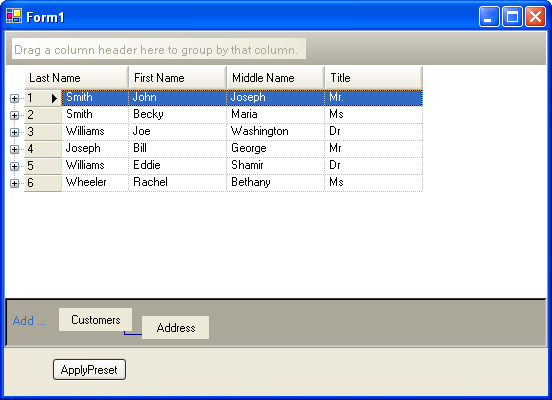 Form1
Drag a column header here to group by that column.
Last Name First Name Middle Name Title
1 Smith John Joseph Mr.
2 Smith Becky Maria Ms
3 Williams Joe Washington Dr
4 Joseph Bill George Mr
5 Williams Eddie Shamir Dr
6 Wheeler Rachel Bethany Ms
Add ... Customers
Address
ApplyPreset